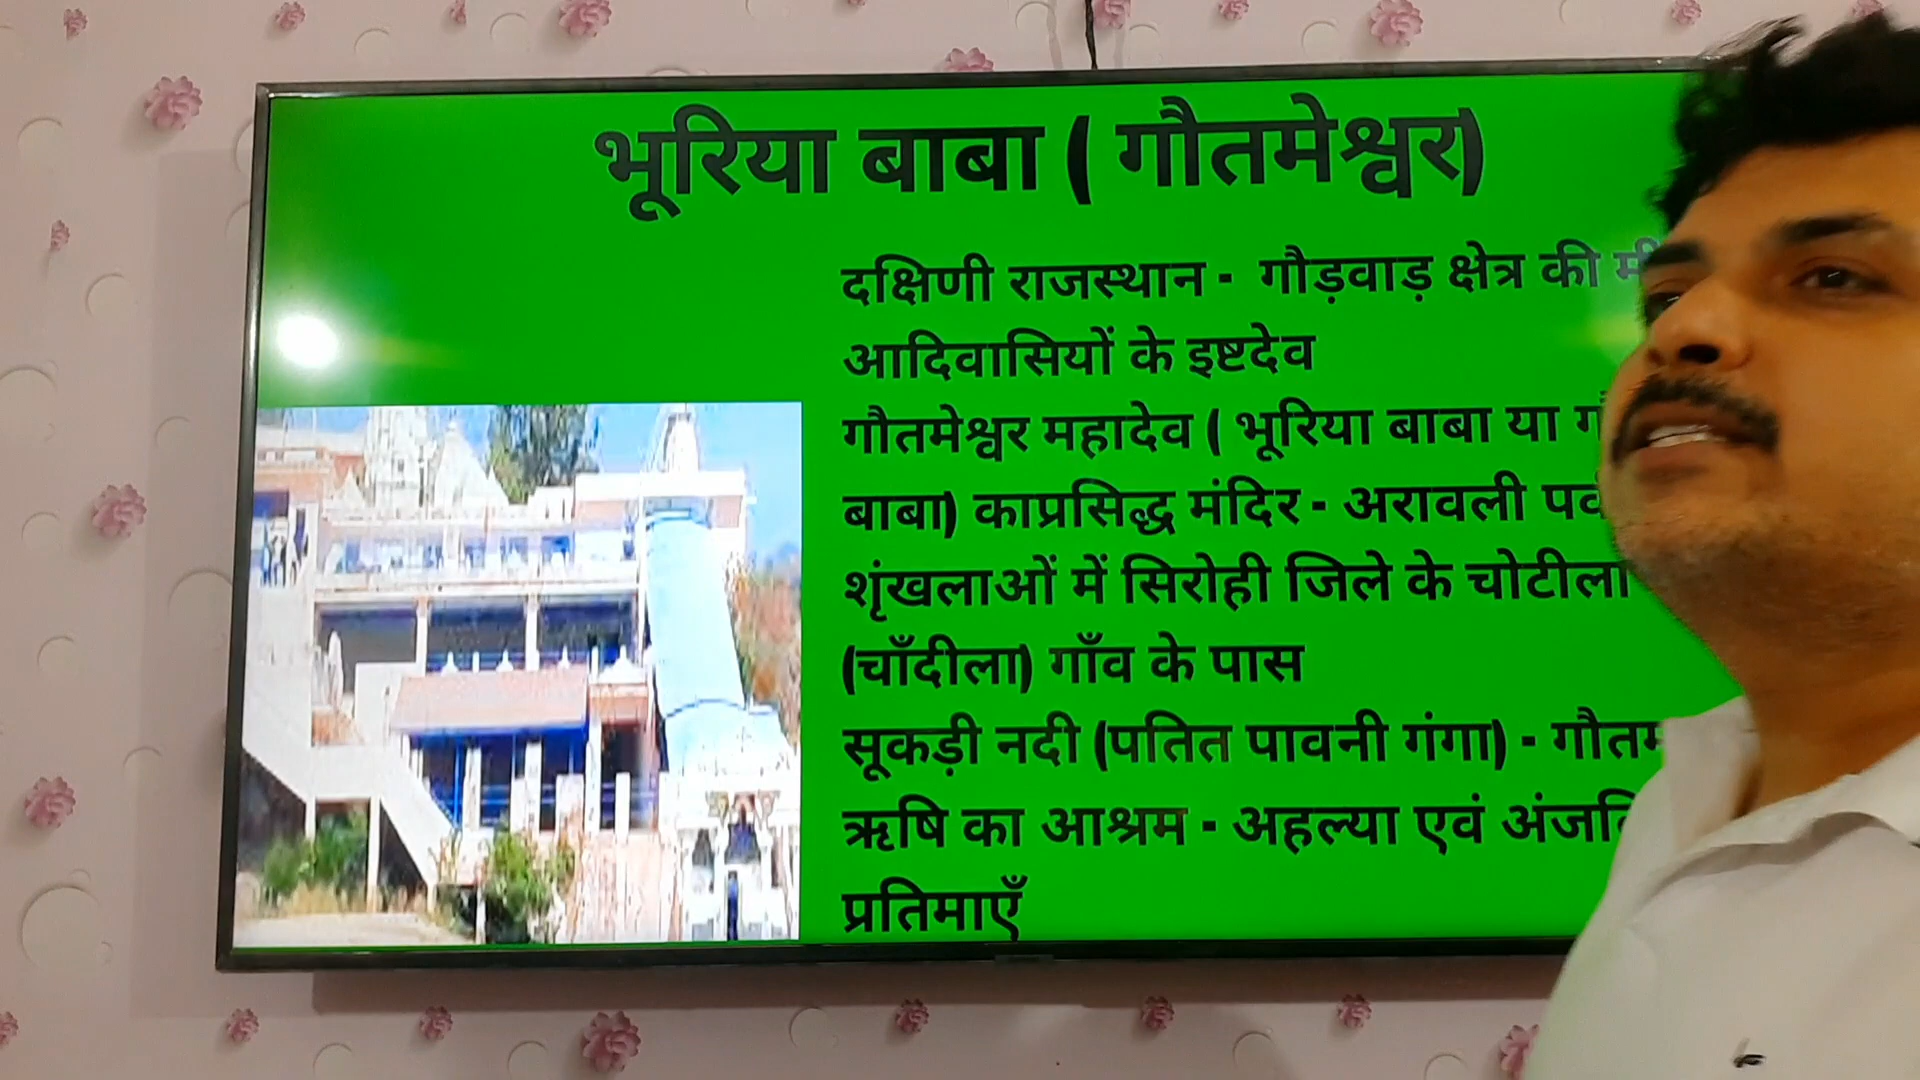 भूरिया बाबा ( गौतमेश्वर)
दक्षिणी राजस्थान - गौड़वाड़ क्षेत्र की
आदिवासियों के इष्टदेव
गौतमेश्वर महादेव ( भूरिया बाबा या
बाबा) काप्रसिद्ध मंदिर - अरावली
शृंखलाओं में सिरोही जिले के चोटीला
(चाँदीला) गाँव के पास
सूकड़ी नदी (पतित पावनी गंगा) -
ऋषि का आश्रम - अहल्या एवं
प्रतिमाएँ